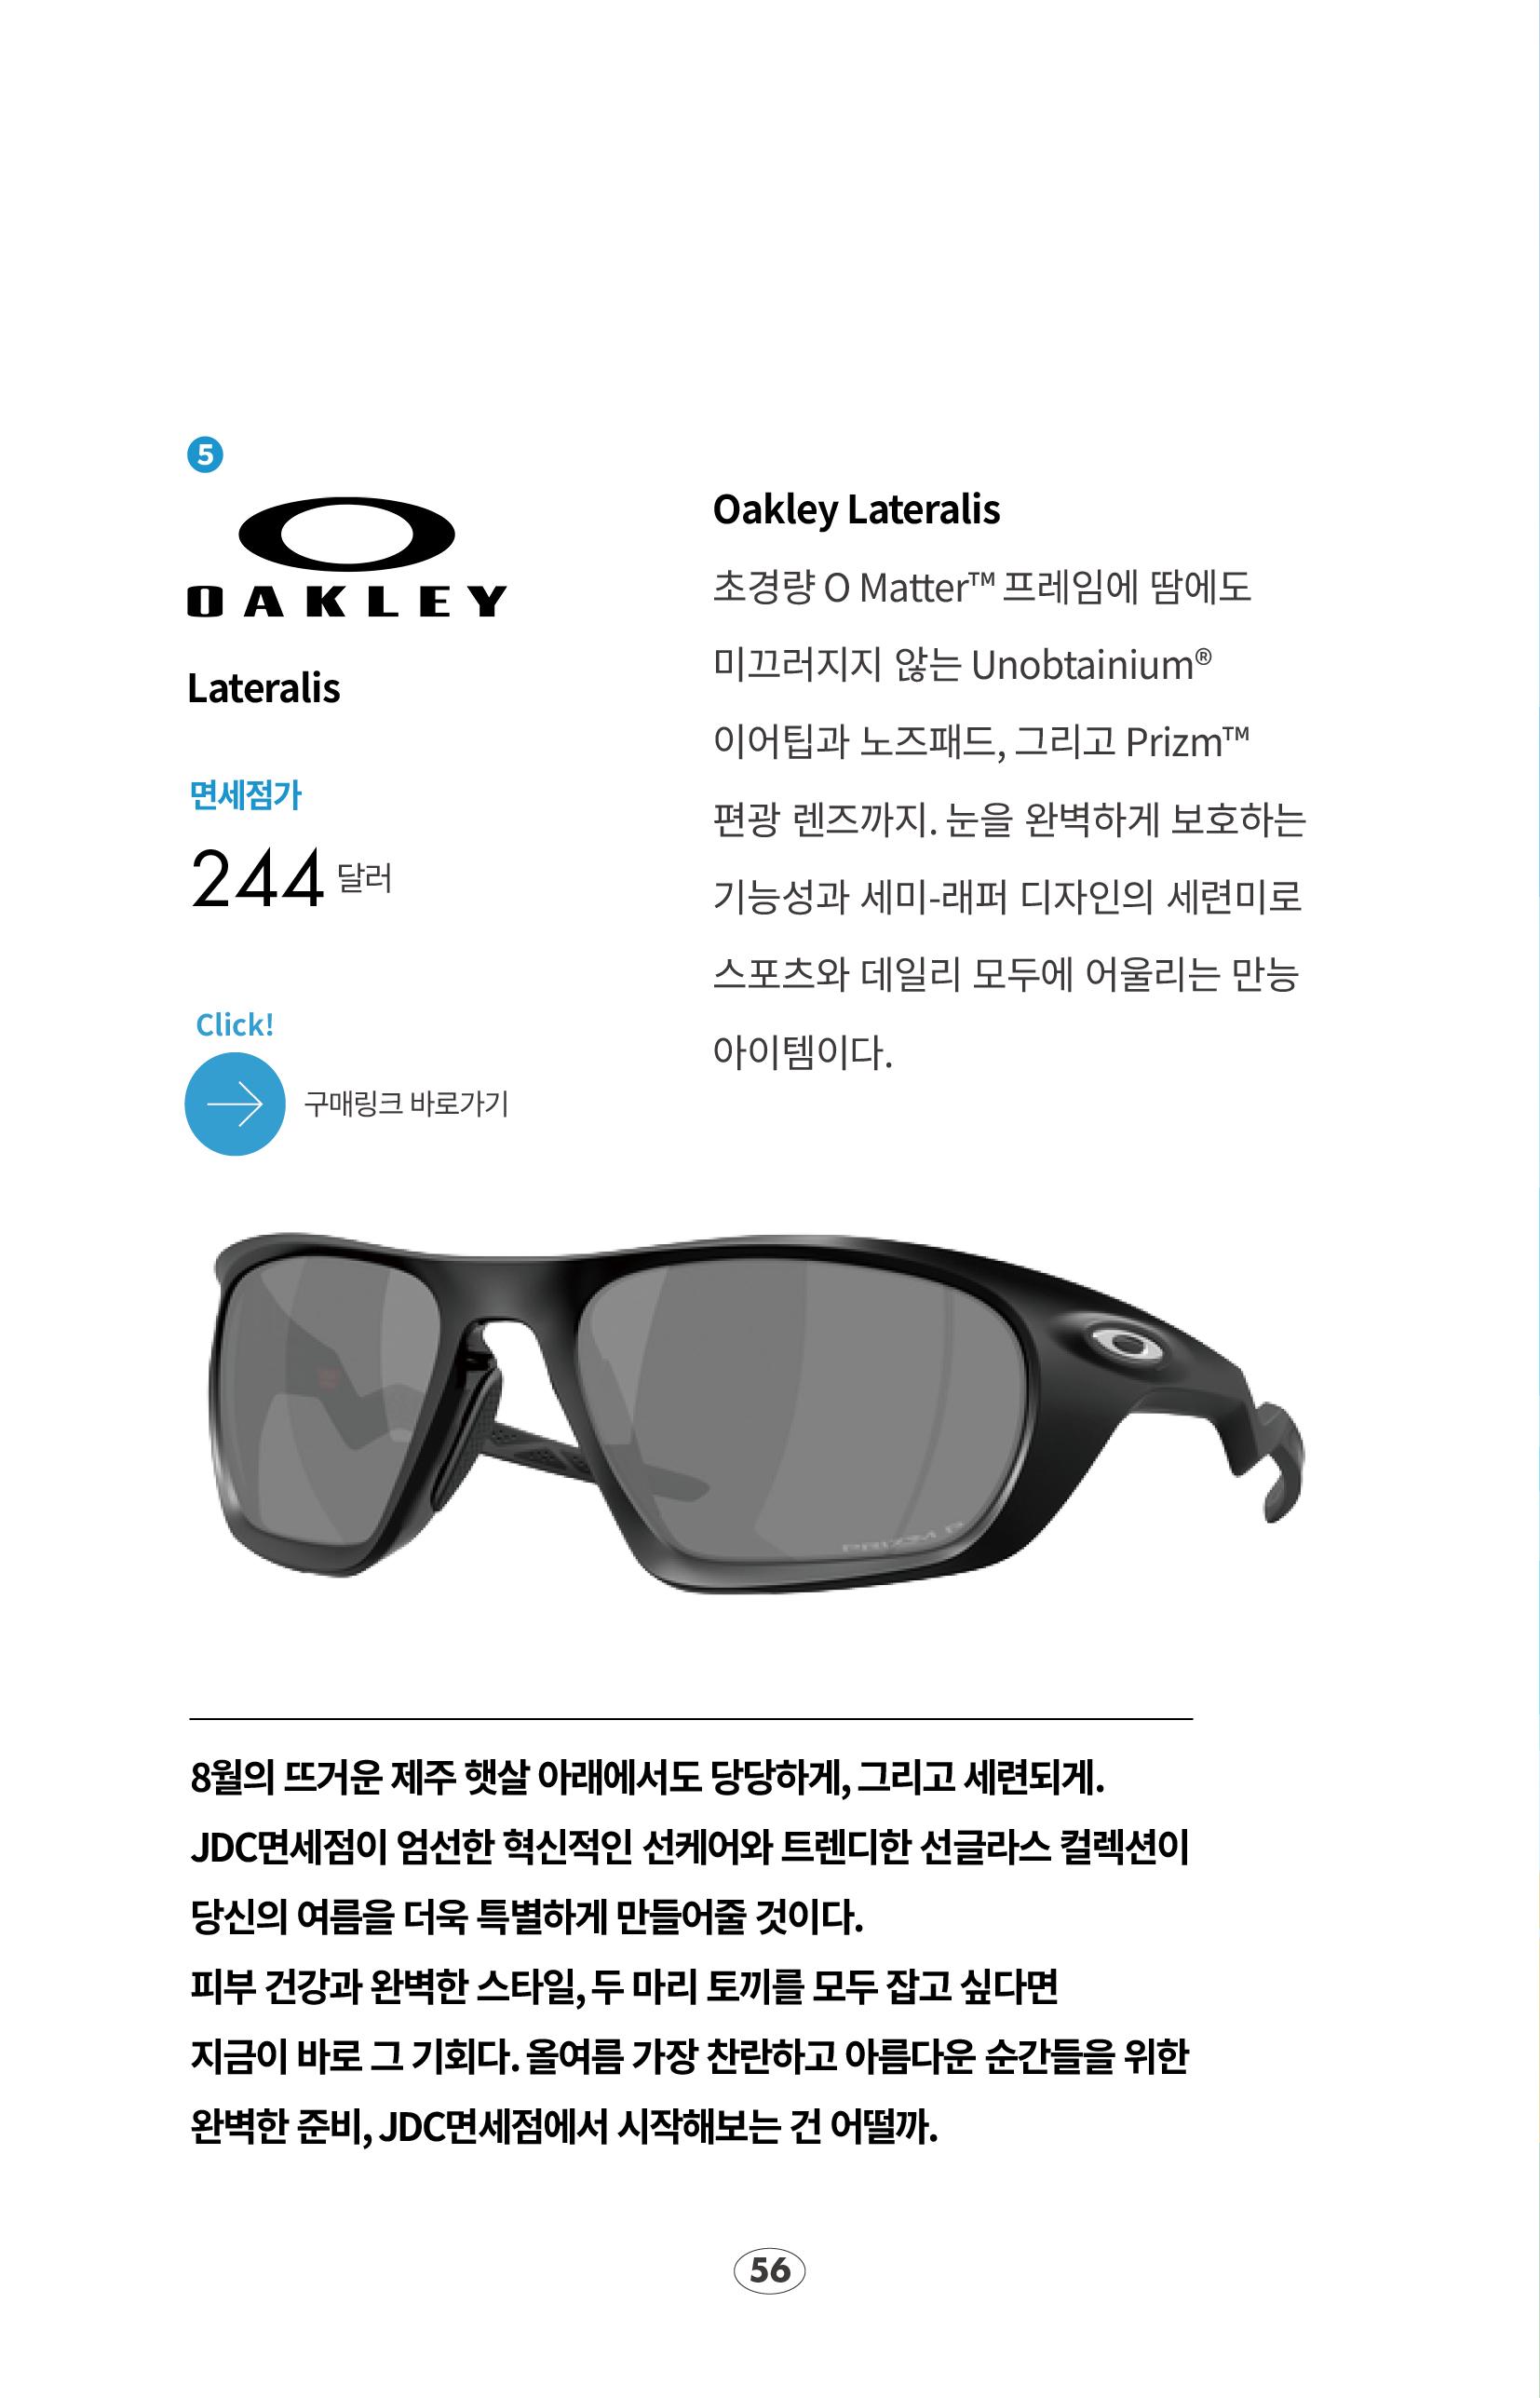 5
OAKLEY
Lateralis
면세점가
244 달러
Click!
구매링크 바로가기
Oakley Lateralis
초경량 O Matter™ 프레임에 땀에도
미끄러지지 않는 Unobtainium®
이어팁과 노즈패드, 그리고 Prizm™
편광 렌즈까지. 눈을 완벽하게 보호하는
기능성과 세미-래퍼 디자인의 세련미로
스포츠와 데일리 모두에 어울리는 만능
아이템이다.
PRIZM P
8월의 뜨거운 제주 햇살 아래에서도 당당하게, 그리고 세련되게.
JDC면세점이 엄선한 혁신적인 선케어와 트렌디한 선글라스 컬렉션이
당신의 여름을 더욱 특별하게 만들어줄 것이다.
피부 건강과 완벽한 스타일, 두 마리 토끼를 모두 잡고 싶다면
지금이 바로 그 기회다. 올여름 가장 찬란하고 아름다운 순간들을 위한
완벽한 준비, JDC면세점에서 시작해보는 건 어떨까.
56